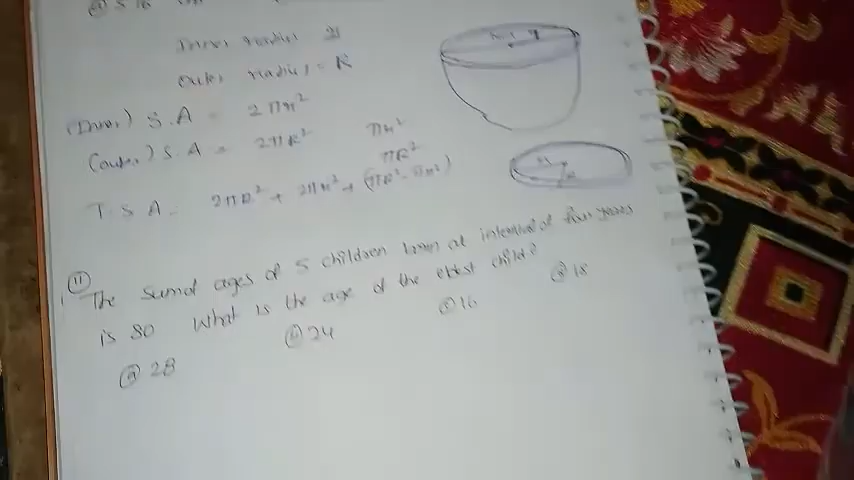 Inner radius r
Outer radius = R
(Inner) S.A = 2πr²
(outer) S.A = 2πR² πr²
πR²
T.S.A = 2πR² + 2πr² + (πR² - πr²)
⑪
The sum of ages of 5 children born at interval of four years
is 80 What is the age of the eldest child?
ⓐ 28 ⓑ 24 ⓒ 16 ⓓ 18